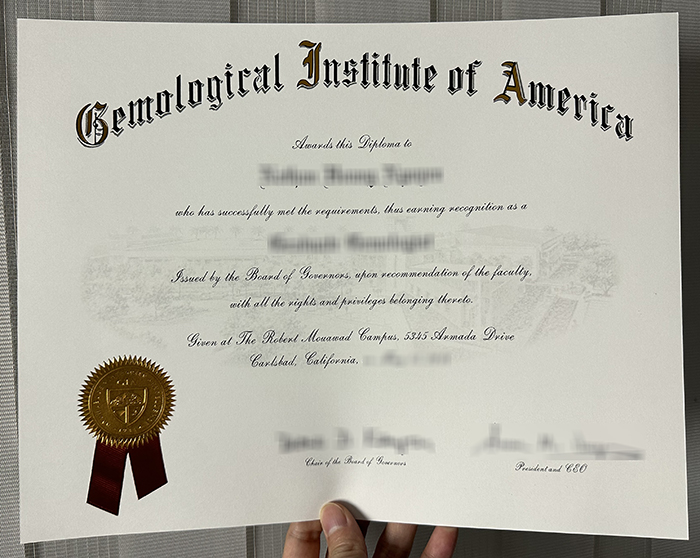 Gemological Institute of America
Awards this Diploma to
who has successfully met the requirements, thus earning recognition as a
Issued by the Board of Governors, upon recommendation of the faculty,
with all the rights and privileges belonging thereto.
Given at The Robert Mouawad Campus, 5345 Armada Drive
Carlsbad, California,
Chair of the Board of Governors
President and CEO